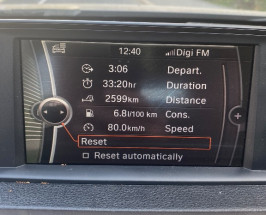 12:40 Digi FM
3:06 Depart.
33:20hr Duration
2599km Distance
6.8l/100 km Cons.
80.0km/h Speed
Reset
Reset automatically
+